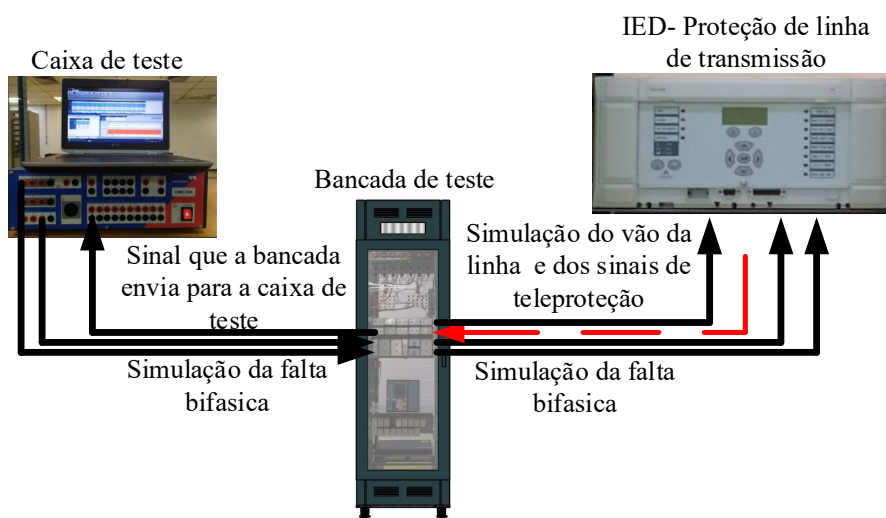 Caixa de teste
IED- Proteção de linha
de transmissão
Bancada de teste
Sinal que a bancada
envia para a caixa de
teste
Simulação do vão da
linha e dos sinais de
teleproteção
Simulação da falta
bifasica
Simulação da falta
bifasica